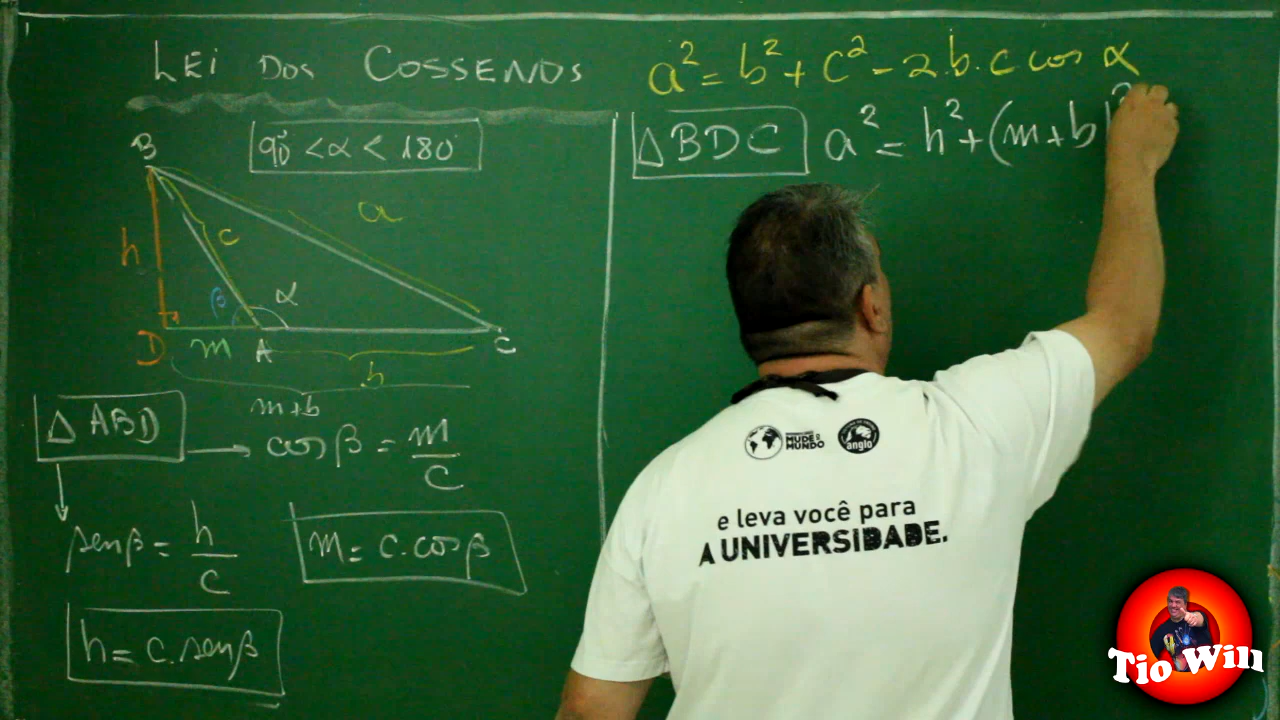 LEI DOS COSSENOS
90° < α < 180°
B
a
c
h
β
α
D
m
A
C
b
m+b
Δ ABD
cos β = m/c
sen β = h/c
m = c . cos β
h = c . sen β
a² = b² + c² - 2.b.c cos α
Δ BDC
a² = h² + (m+b)²
MUDE O MUNDO
anglo
e leva você para
A UNIVERSIDADE.
Tio Will